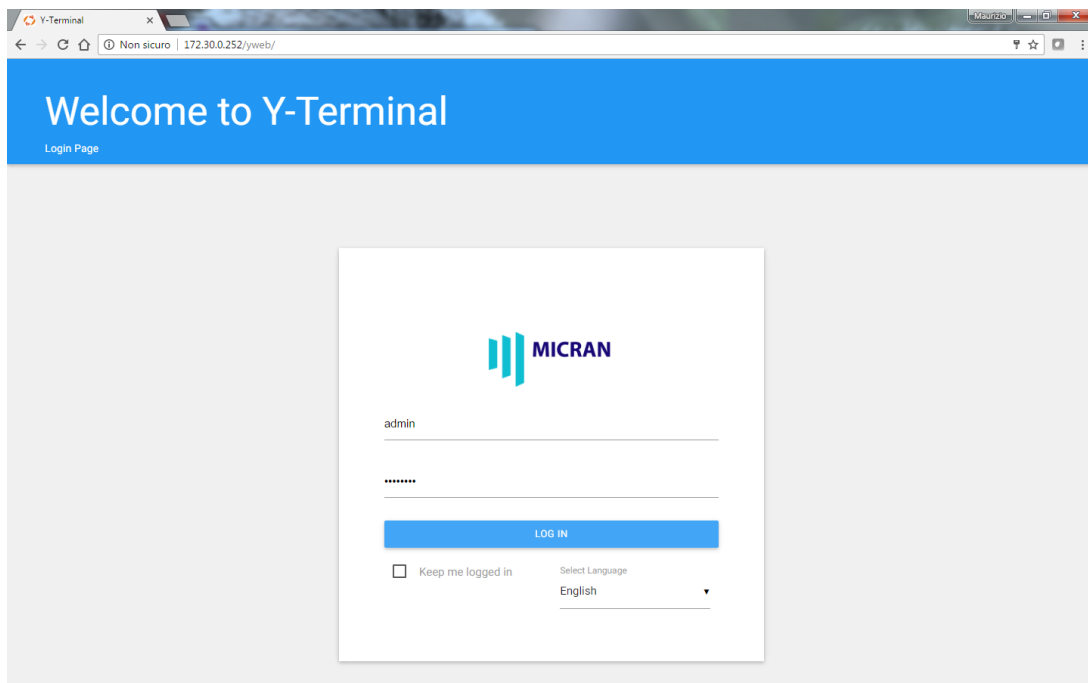 Y-Terminal
Maurizio
Non sicuro | 172.30.0.252/yweb/
Welcome to Y-Terminal
Login Page
MICRAN
admin
••••••••
LOG IN
Keep me logged in
Select Language
English